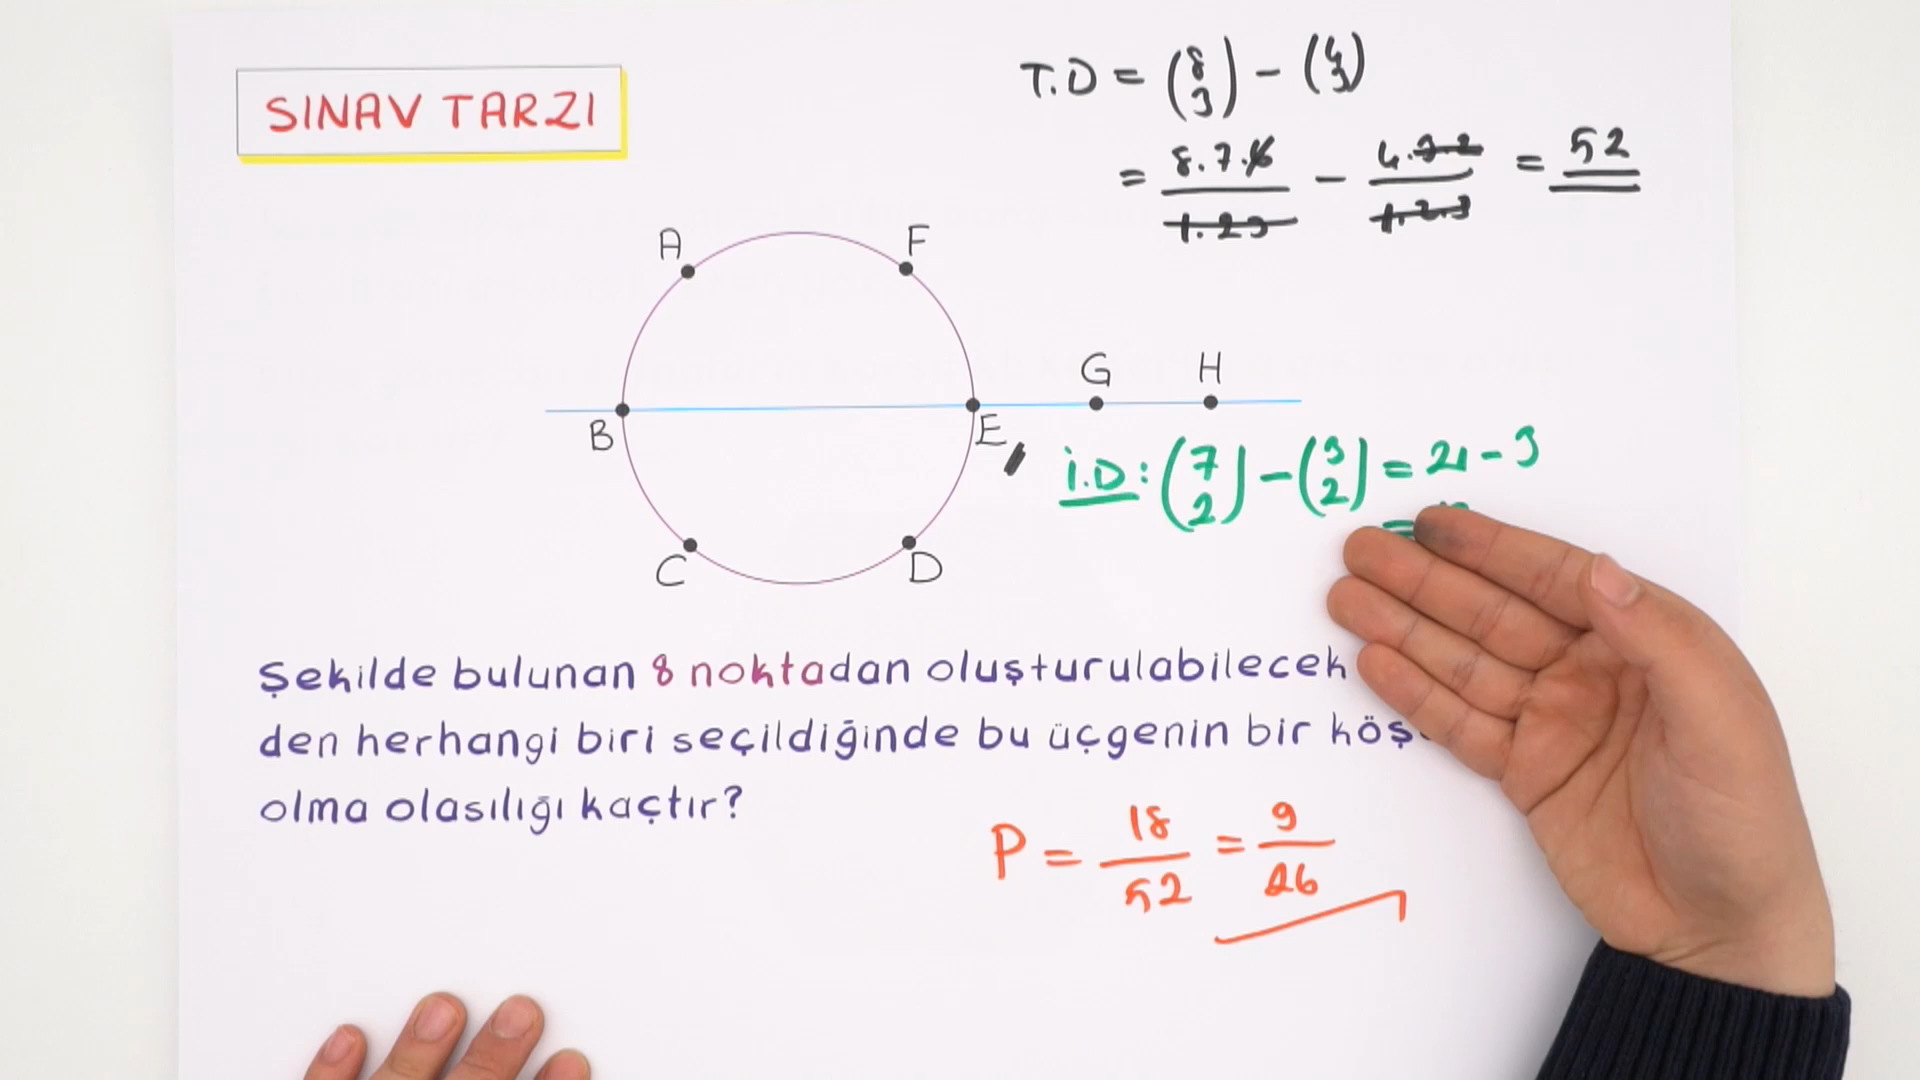 SINAV TARZI
T.D = (8 3) - (4 3)
= 8.7.6 / 1.2.3 - 4.3.2 / 1.2.3 = 52
A
F
G
H
B
E
i.D: (7 2) - (3 2) = 21 - 3
=
C
D
Şekilde bulunan 8 noktadan oluşturulabilecek
den herhangi biri seçildiğinde bu üçgenin bir
olma olasılığı kaçtır?
P = 18 / 52 = 9 / 26